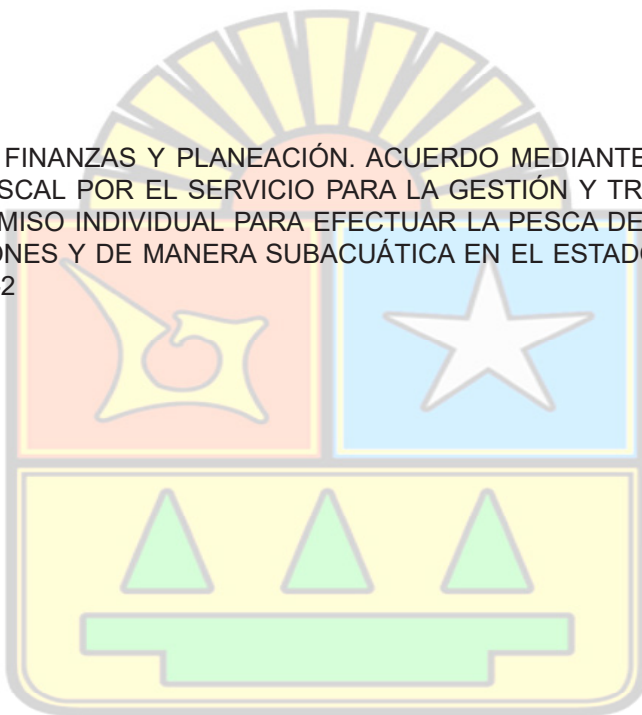 FINANZAS Y PLANEACIÓN. ACUERDO MEDIANTE
SCAL POR EL SERVICIO PARA LA GESTIÓN Y TR
MISO INDIVIDUAL PARA EFECTUAR LA PESCA DE
ONES Y DE MANERA SUBACUÁTICA EN EL ESTADO
2